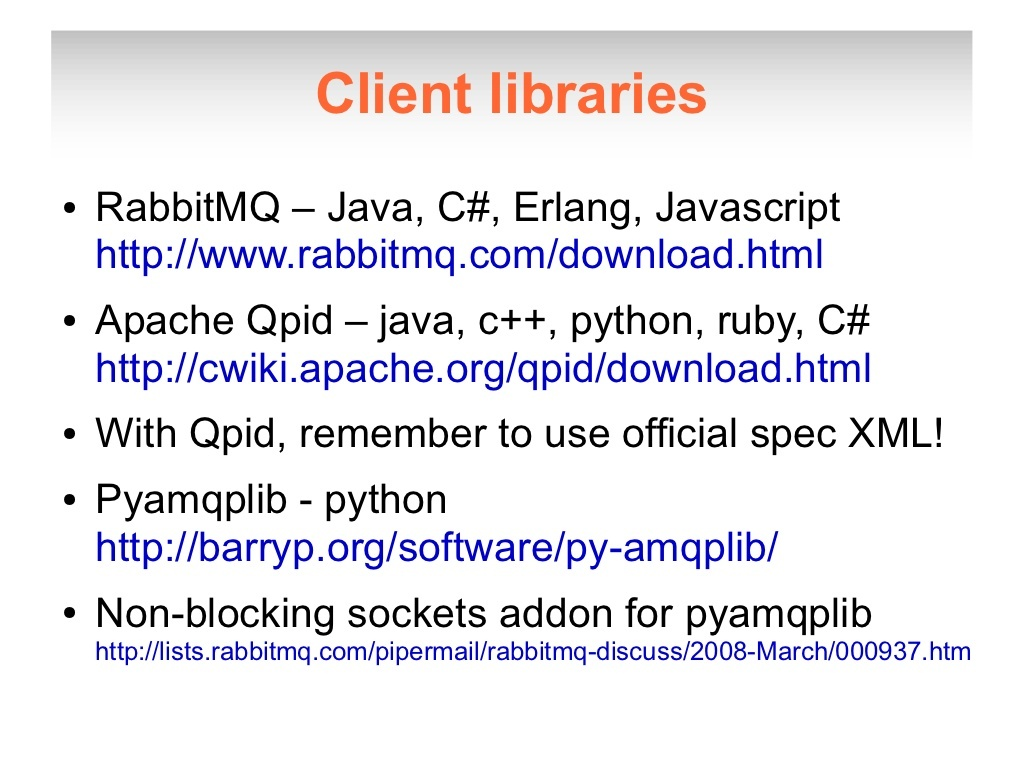 Client libraries
• RabbitMQ – Java, C#, Erlang, Javascript
http://www.rabbitmq.com/download.html
• Apache Qpid – java, c++, python, ruby, C#
http://cwiki.apache.org/qpid/download.html
• With Qpid, remember to use official spec XML!
• Pyamqplib - python
http://barryp.org/software/py-amqplib/
• Non-blocking sockets addon for pyamqplib
http://lists.rabbitmq.com/pipermail/rabbitmq-discuss/2008-March/000937.htm